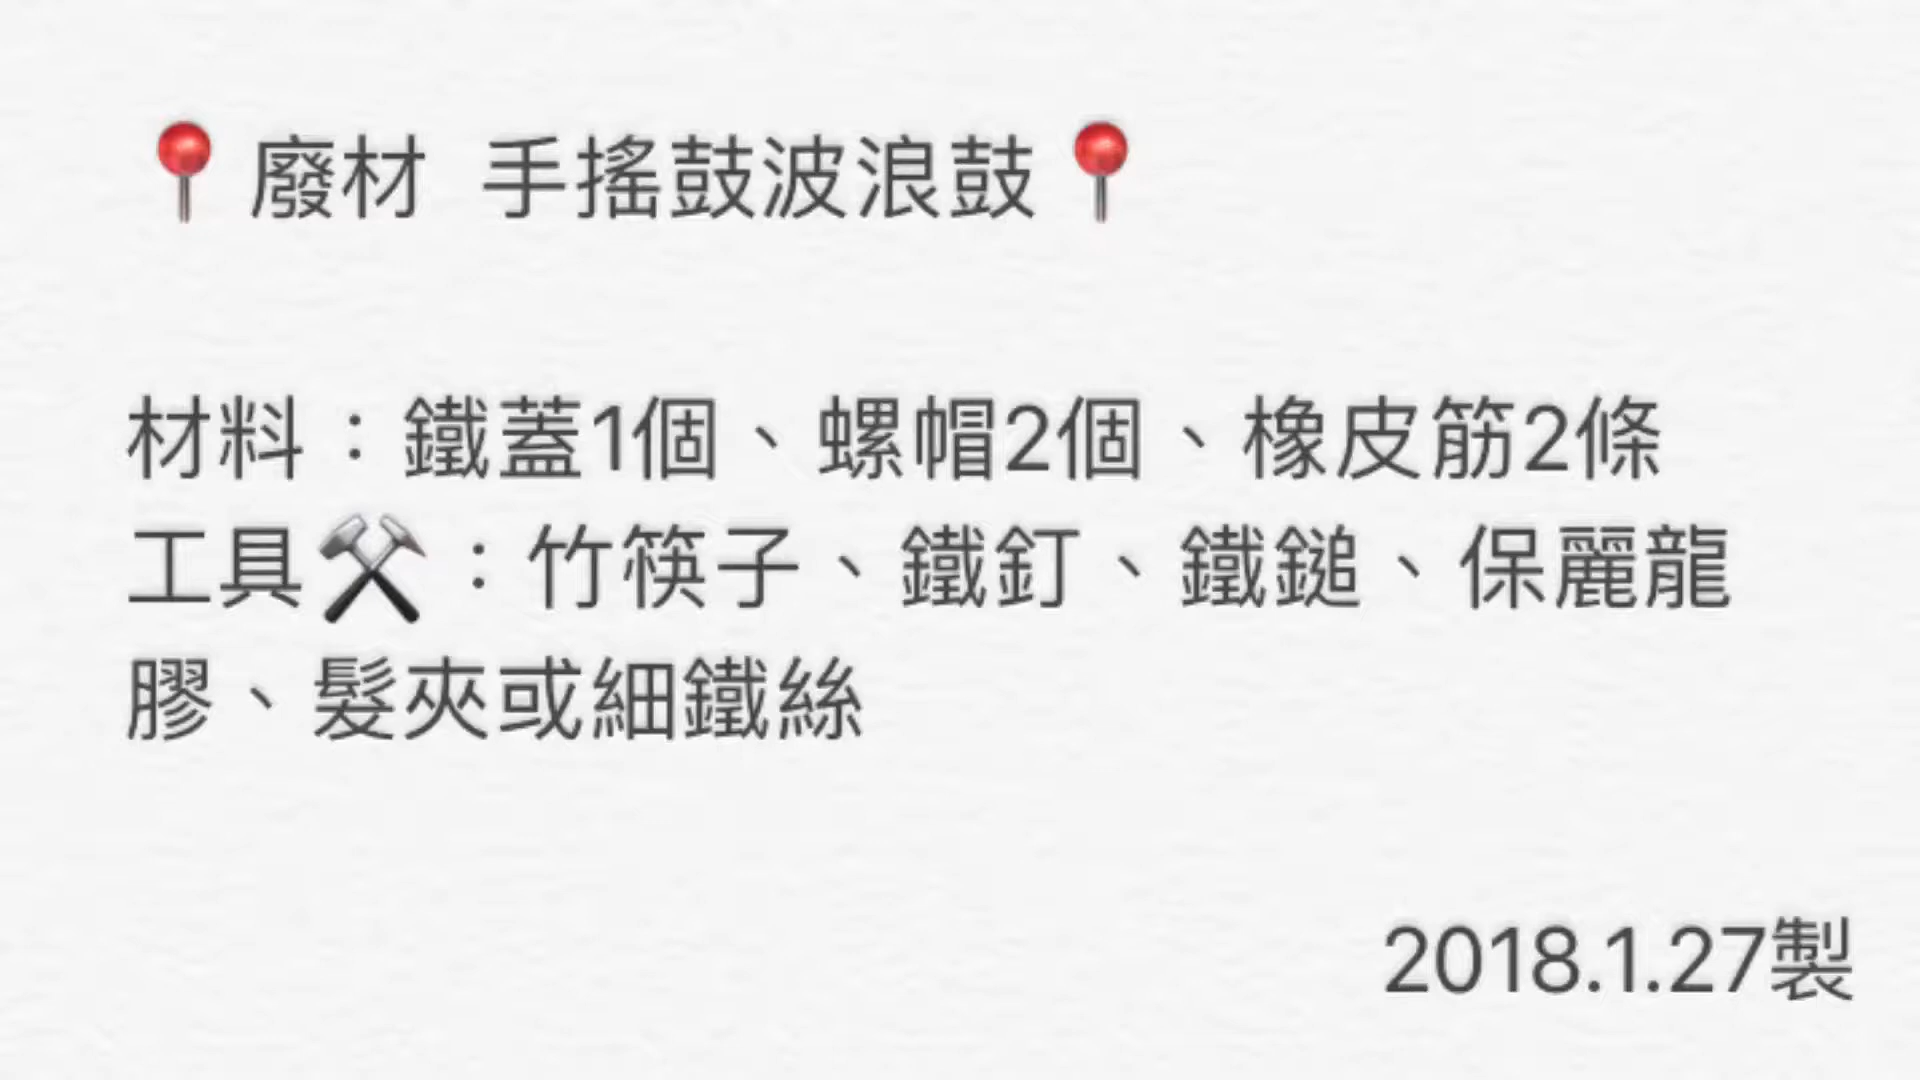 📍廢材 手搖鼓波浪鼓📍
材料：鐵蓋1個、螺帽2個、橡皮筋2條
工具⚒：竹筷子、鐵釘、鐵鎚、保麗龍
膠、髮夾或細鐵絲
2018.1.27製